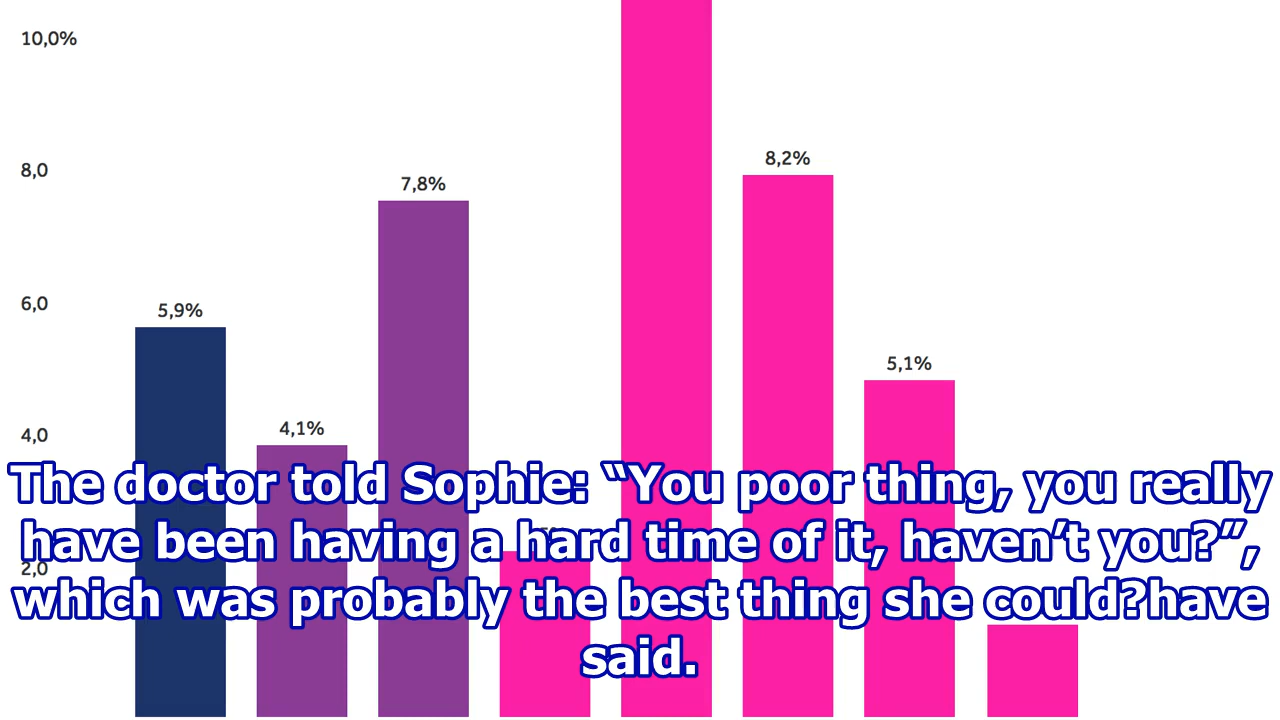 10,0%
8,2%
8,0
7,8%
6,0
5,9%
5,1%
4,1%
4,0
The doctor told Sophie: “You poor thing, you really
have been having a hard time of it, haven’t you?”,
2,0
which was probably the best thing she could?have
said.